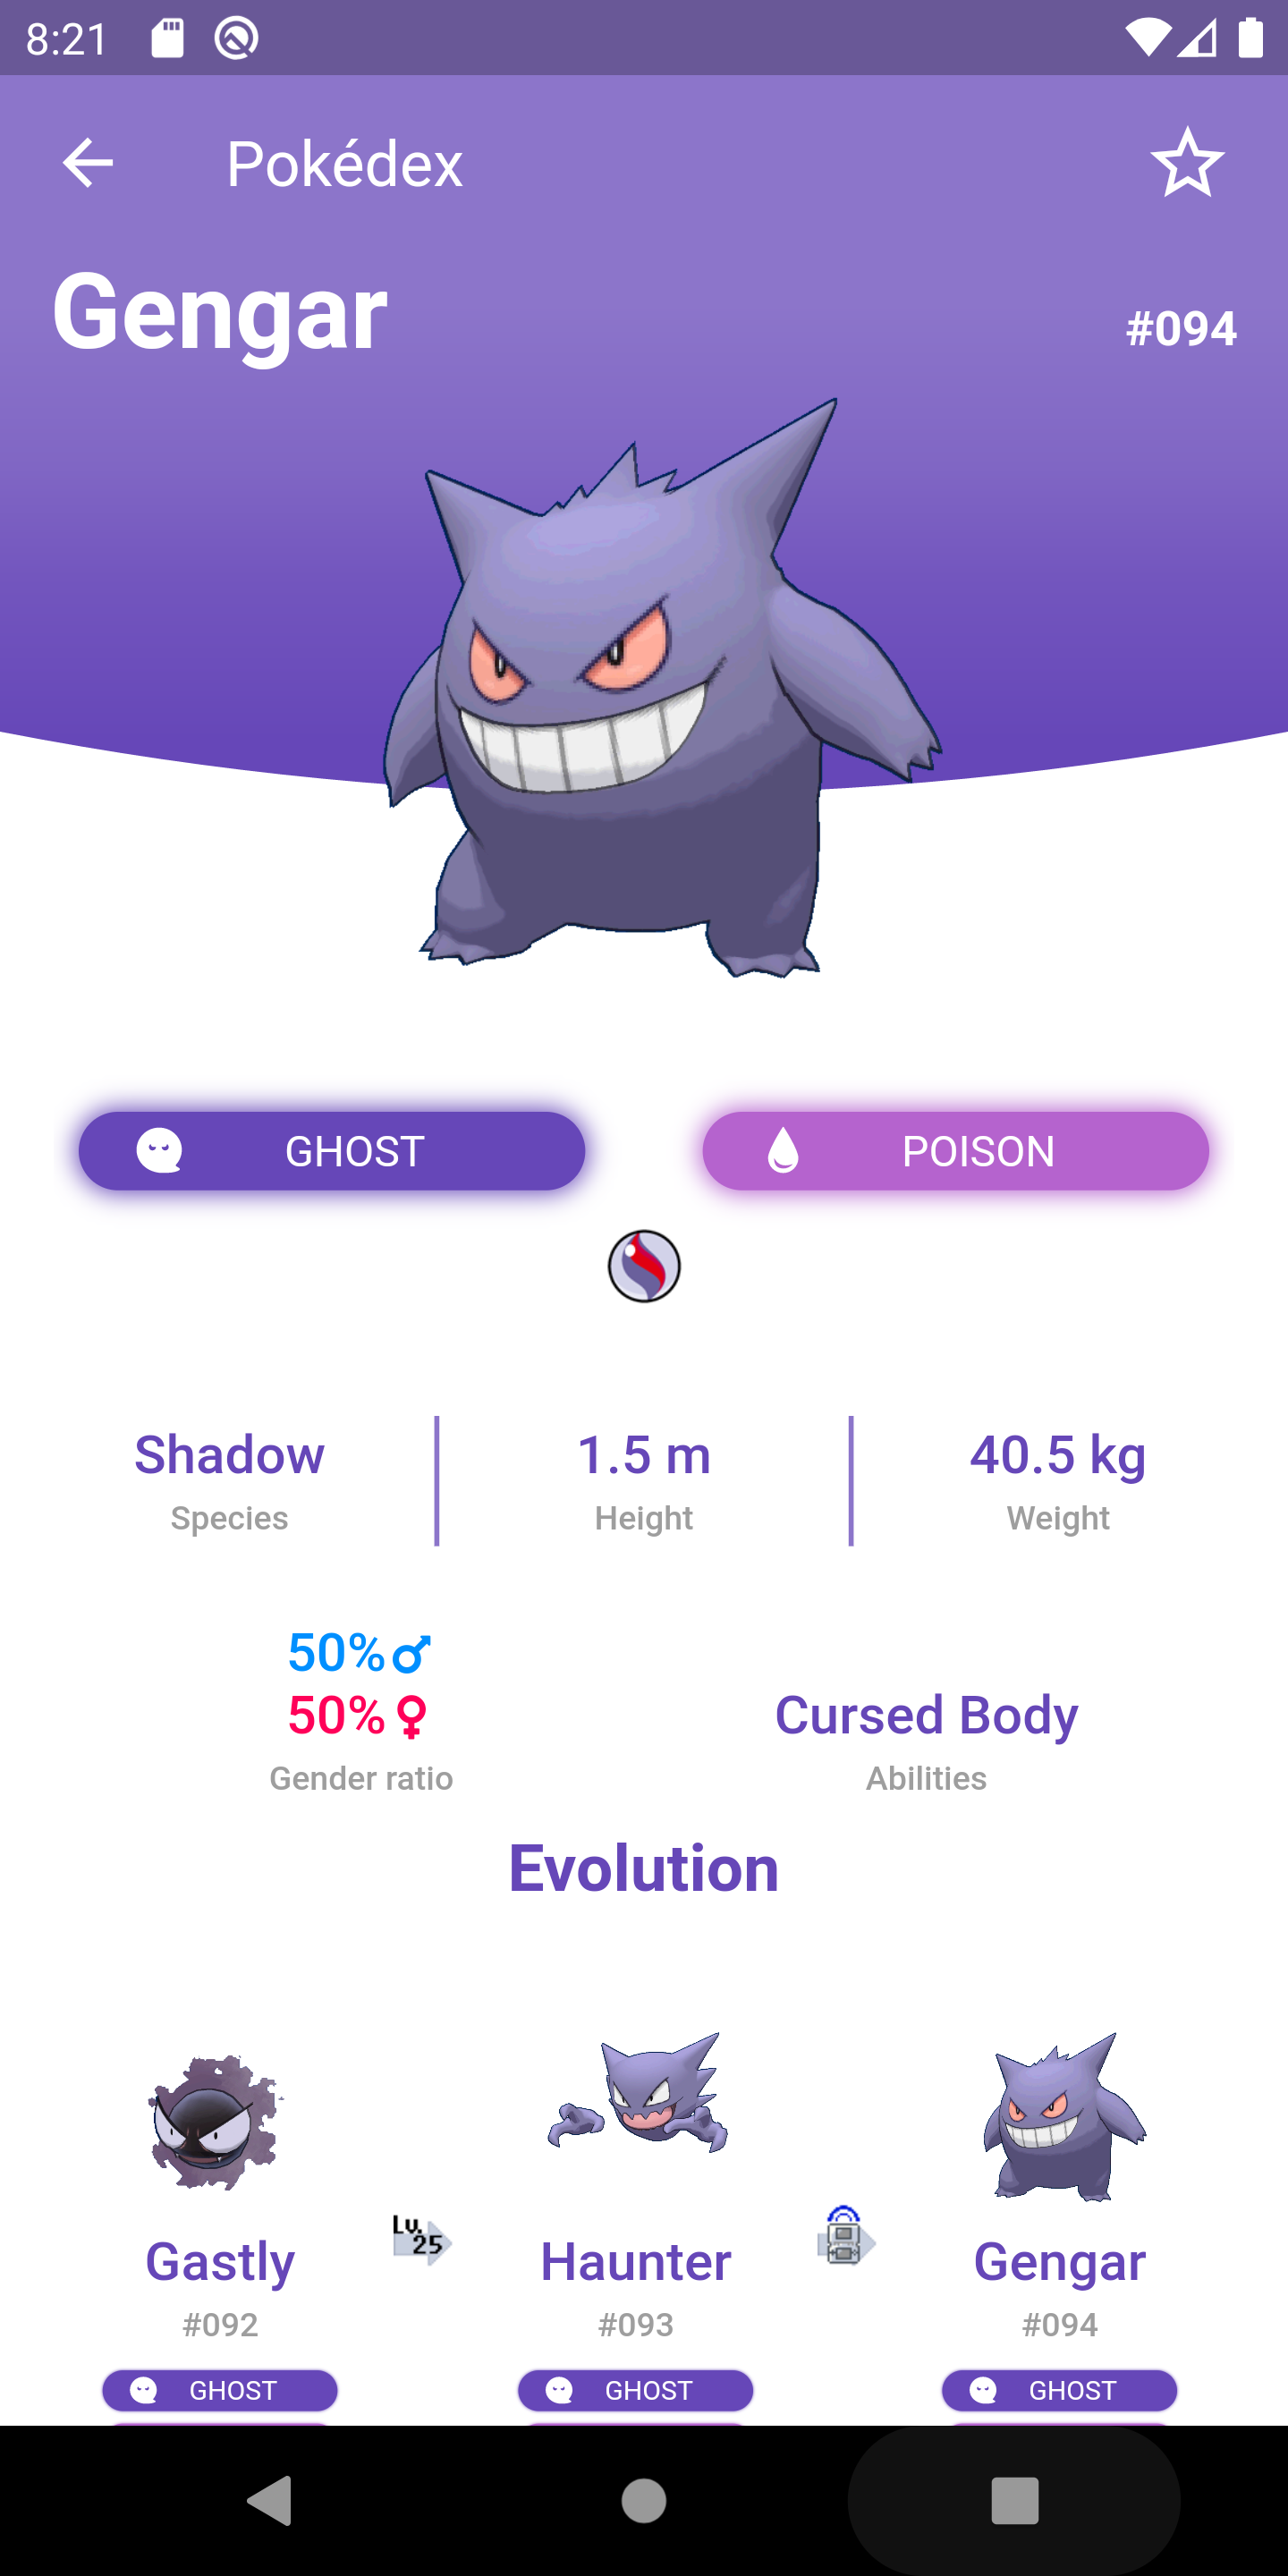 8:21
Pokédex
Gengar
#094
GHOST
POISON
Shadow
1.5 m
40.5 kg
Species
Height
Weight
50%♂
50%♀
Cursed Body
Gender ratio
Abilities
Evolution
Lv. 25
Gastly
Haunter
Gengar
#092
#093
#094
GHOST
GHOST
GHOST